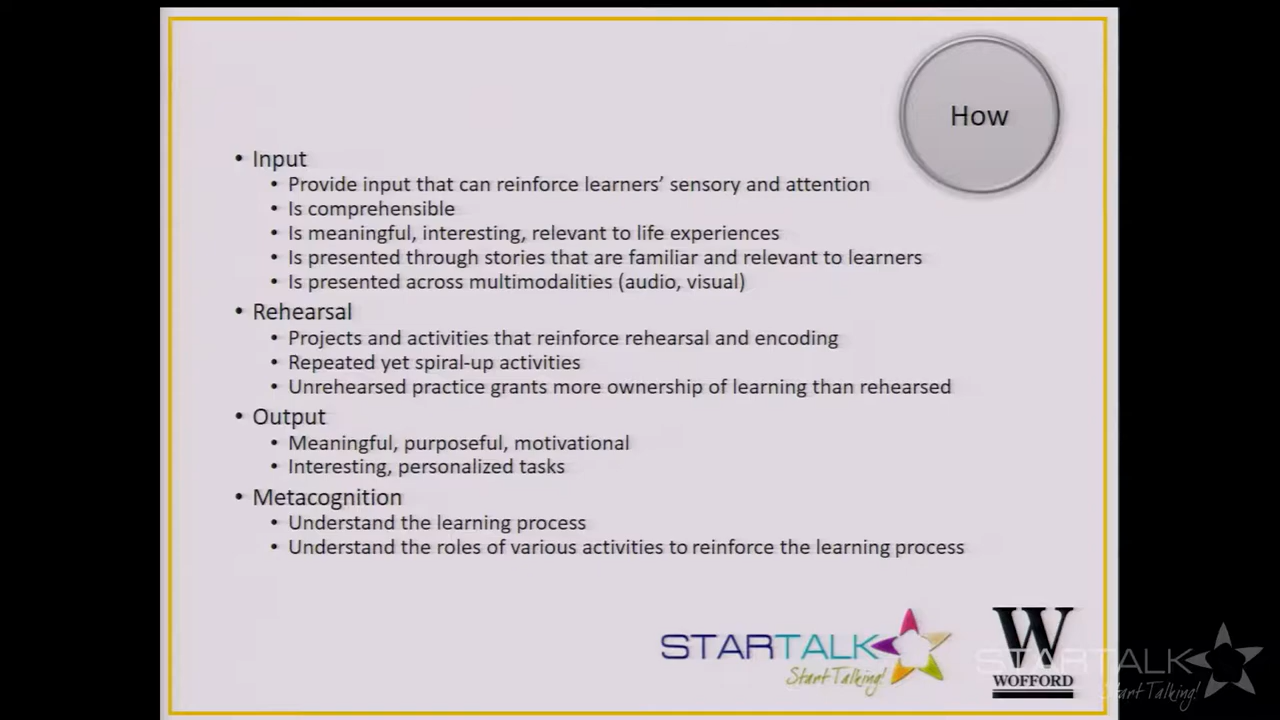 How
• Input
• Provide input that can reinforce learners' sensory and attention
• Is comprehensible
• Is meaningful, interesting, relevant to life experiences
• Is presented through stories that are familiar and relevant to learners
• Is presented across multimodalities (audio, visual)
• Rehearsal
• Projects and activities that reinforce rehearsal and encoding
• Repeated yet spiral-up activities
• Unrehearsed practice grants more ownership of learning than rehearsed
• Output
• Meaningful, purposeful, motivational
• Interesting, personalized tasks
• Metacognition
• Understand the learning process
• Understand the roles of various activities to reinforce the learning process
STARTALK
Start Talking!
W
WOFFORD
STARTALK
Start Talking!